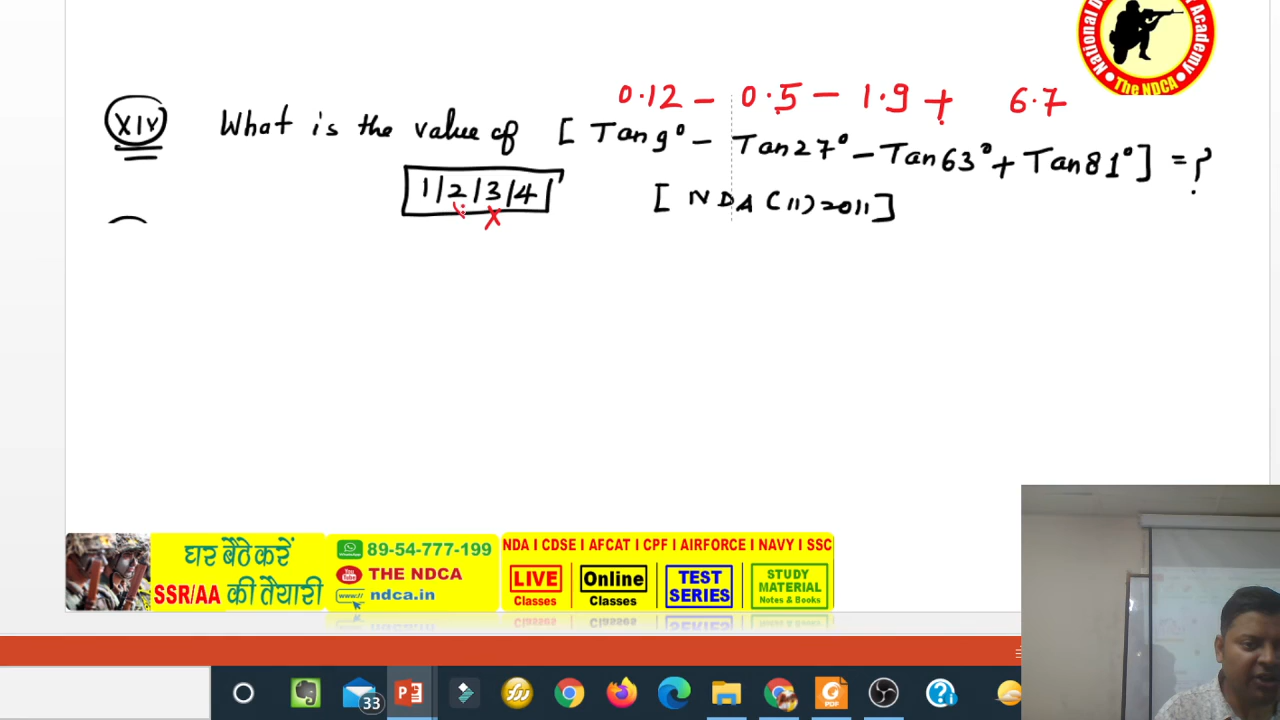 National D Academy
The NDCA
0.12 - 0.5 - 1.9 + 6.7
XIV What is the value of [ Tan9° - Tan27° - Tan63° + Tan81° ] = ?
1/2/3/4/
[ NDA (II) 2011 ]
घर बैठे करें
SSR/AA की तैयारी
89-54-777-199
THE NDCA
www:// ndca.in
NDA I CDSE I AFCAT I CPF I AIRFORCE I NAVY I SSC
LIVE Classes
Online Classes
TEST SERIES
STUDY MATERIAL Notes & Books
33